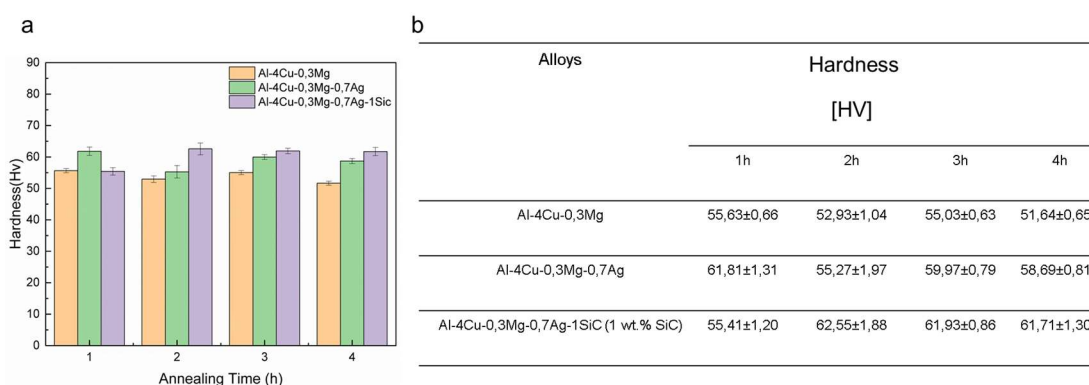 a
90
80
70
60
50
40
30
20
10
0
Hardness(Hv)
Al-4Cu-0,3Mg
Al-4Cu-0,3Mg-0,7Ag
Al-4Cu-0,3Mg-0,7Ag-1Sic
1 2 3 4
Annealing Time (h)
b
Alloys Hardness
[HV]
1h 2h 3h 4h
Al-4Cu-0,3Mg 55,63±0,66 52,93±1,04 55,03±0,63 51,64±0,65
Al-4Cu-0,3Mg-0,7Ag 61,81±1,31 55,27±1,97 59,97±0,79 58,69±0,81
Al-4Cu-0,3Mg-0,7Ag-1SiC (1 wt.% SiC) 55,41±1,20 62,55±1,88 61,93±0,86 61,71±1,30